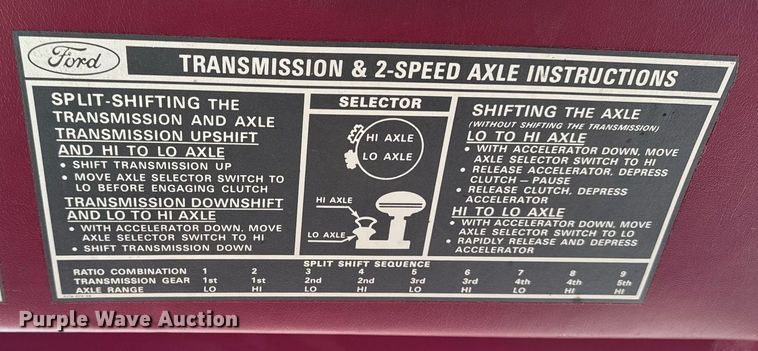 Ford
TRANSMISSION & 2-SPEED AXLE INSTRUCTIONS
SPLIT-SHIFTING THE
TRANSMISSION AND AXLE
TRANSMISSION UPSHIFT
AND HI TO LO AXLE
• SHIFT TRANSMISSION UP
• MOVE AXLE SELECTOR SWITCH TO
LO BEFORE ENGAGING CLUTCH
TRANSMISSION DOWNSHIFT
AND LO TO HI AXLE
• WITH ACCELERATOR DOWN, MOVE
AXLE SELECTOR SWITCH TO HI
• SHIFT TRANSMISSION DOWN
SELECTOR
HI AXLE
LO AXLE
HI AXLE
LO AXLE
SHIFTING THE AXLE
(WITHOUT SHIFTING THE TRANSMISSION)
LO TO HI AXLE
• WITH ACCELERATOR DOWN, MOVE
AXLE SELECTOR SWITCH TO HI
• RELEASE ACCELERATOR, DEPRESS
CLUTCH – PAUSE
• RELEASE CLUTCH, DEPRESS
ACCELERATOR
HI TO LO AXLE
• WITH ACCELERATOR DOWN, MOVE
AXLE SELECTOR SWITCH TO LO
• RAPIDLY RELEASE AND DEPRESS
ACCELERATOR
SPLIT SHIFT SEQUENCE
RATIO COMBINATION 1 2 3 4 5 6 7 8 9
TRANSMISSION GEAR 1st 1st 2nd 2nd 3rd 3rd 4th 4th 5th
AXLE RANGE LO HI LO HI LO HI LO HI HI
Purple Wave Auction